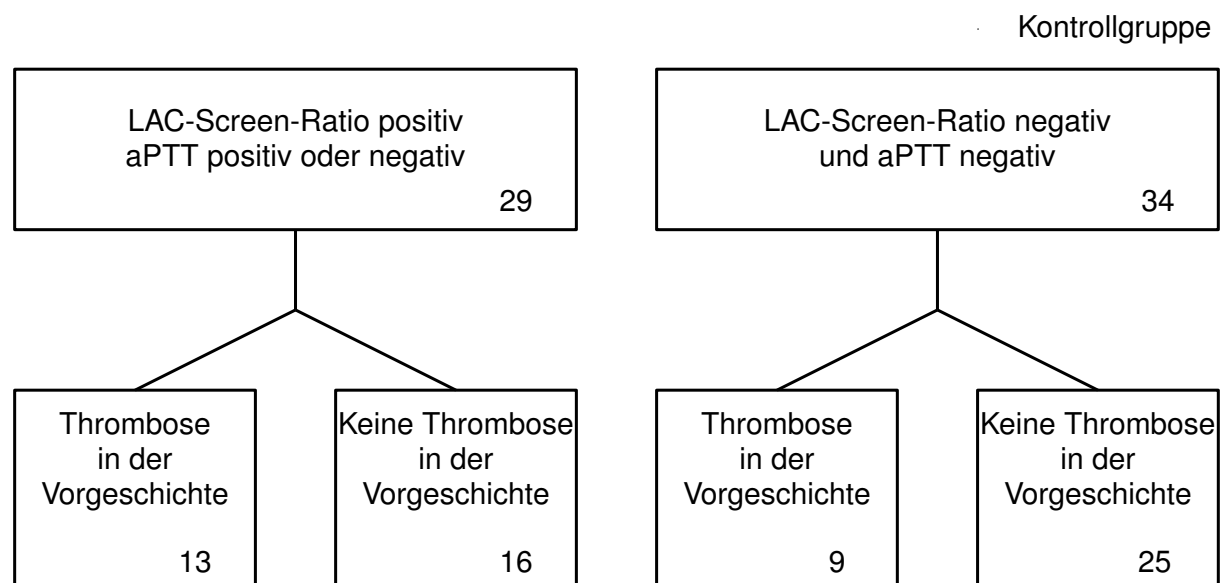 Kontrollgruppe
LAC-Screen-Ratio positiv
aPTT positiv oder negativ
29
LAC-Screen-Ratio negativ
und aPTT negativ
34
Thrombose
in der
Vorgeschichte
13
Keine Thrombose
in der
Vorgeschichte
16
Thrombose
in der
Vorgeschichte
9
Keine Thrombose
in der
Vorgeschichte
25